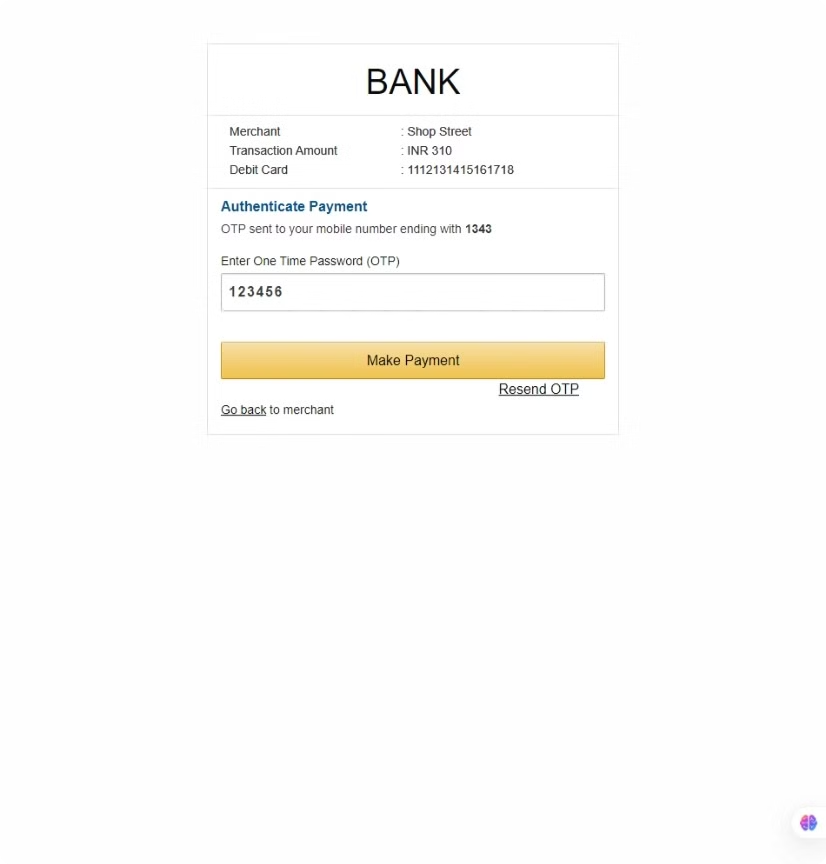 BANK
Merchant : Shop Street
Transaction Amount : INR 310
Debit Card : 1112131415161718
Authenticate Payment
OTP sent to your mobile number ending with 1343
Enter One Time Password (OTP)
123456
Make Payment
Resend OTP
Go back to merchant